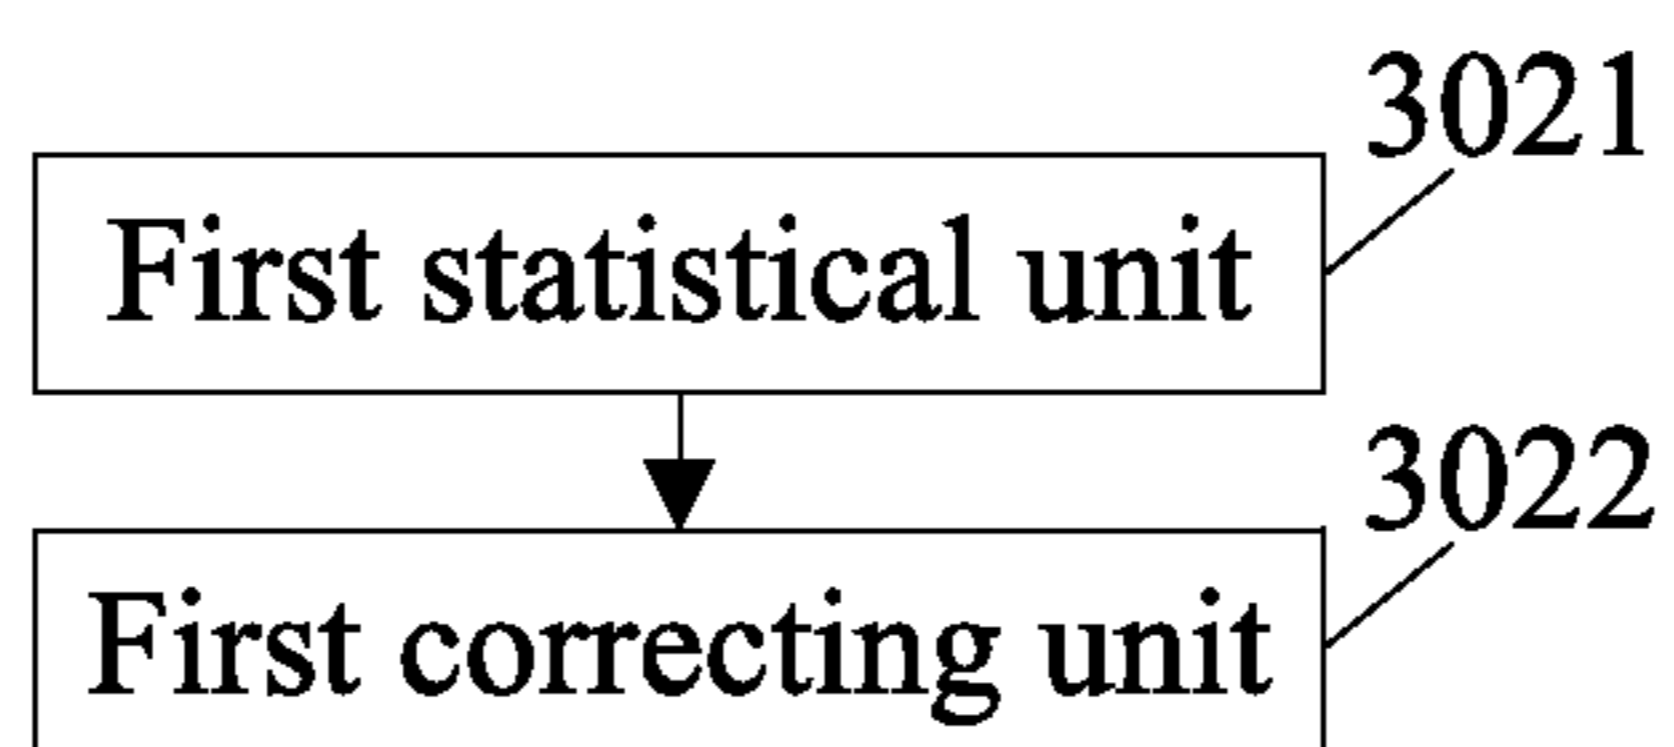 3021
First statistical unit
3022
First correcting unit